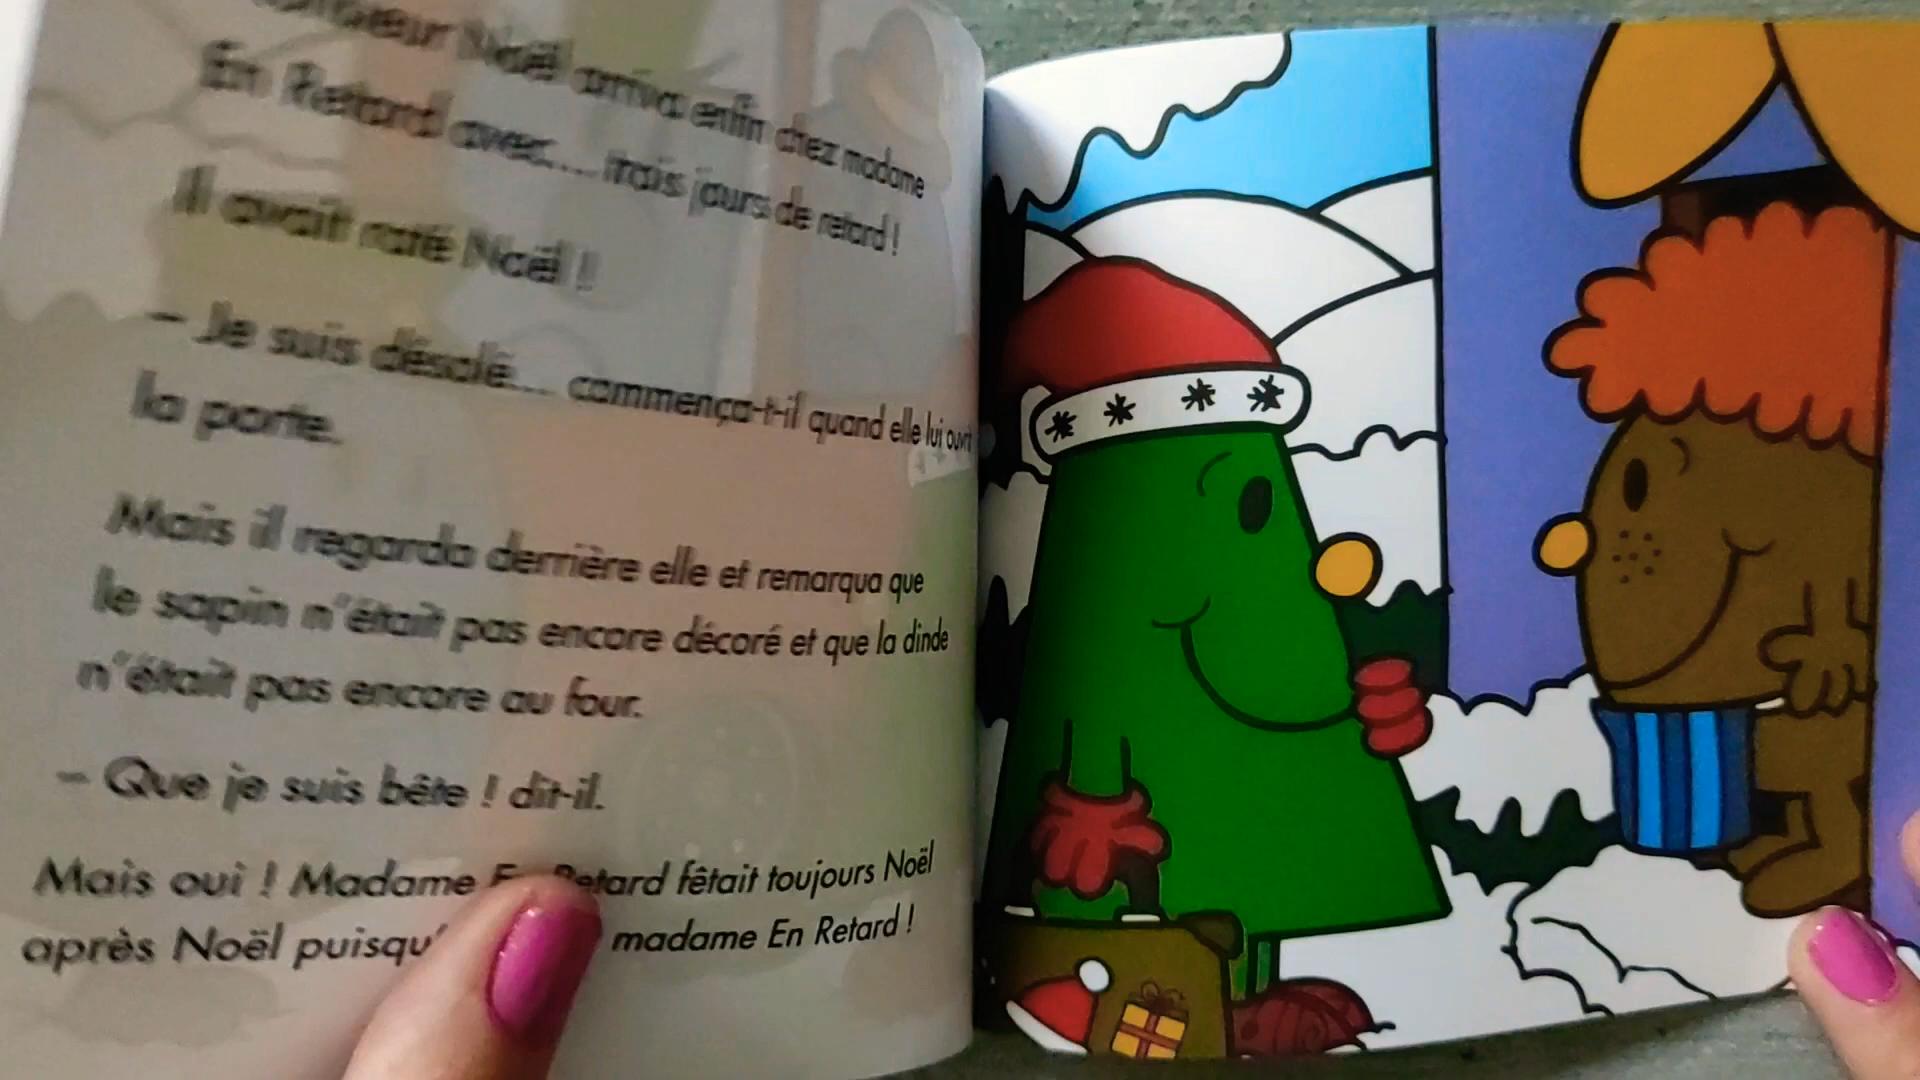 Monsieur Noël arriva enfin chez madame
En Retard avec... trois jours de retard !
Il avait raté Noël !
– Je suis désolé... commença-t-il quand elle lui ouvrit
la porte.
Mais il regarda derrière elle et remarqua que
le sapin n'était pas encore décoré et que la dinde
n'était pas encore au four.
– Que je suis bête ! dit-il.
Mais oui ! Madame En Retard fêtait toujours Noël
après Noël madame En Retard !